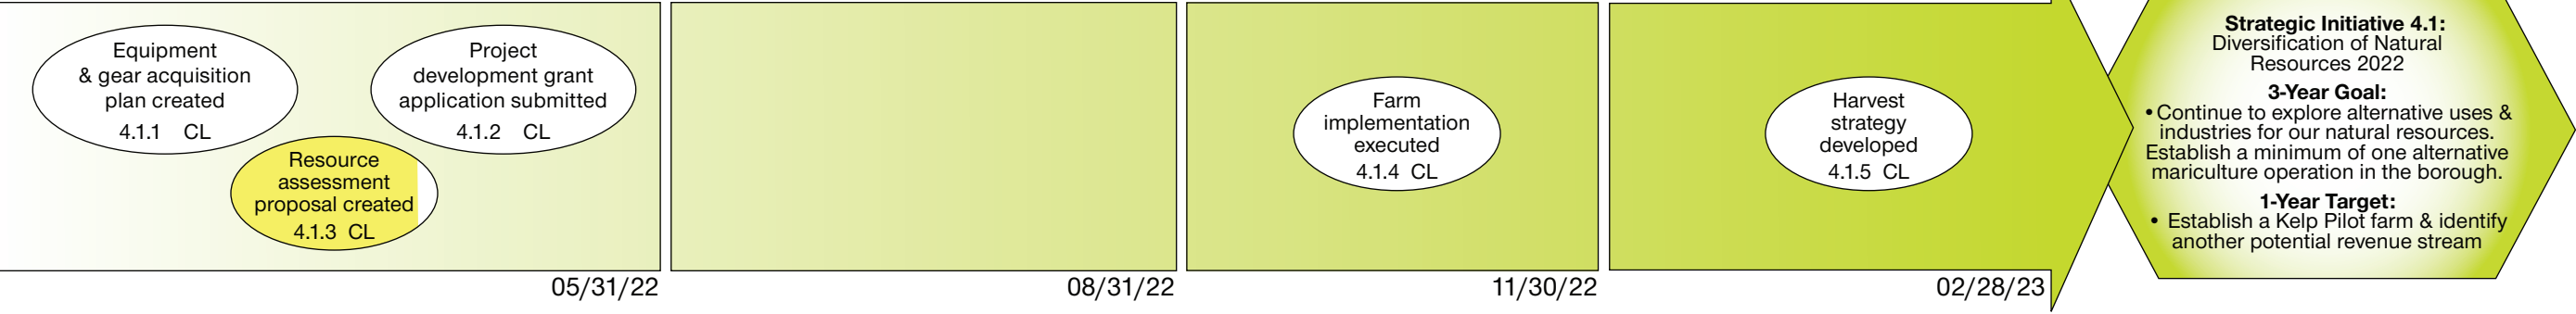 Equipment
& gear acquisition
plan created
4.1.1 CL
Project
development grant
application submitted
4.1.2 CL
Resource
assessment
proposal created
4.1.3 CL
05/31/22
08/31/22
Farm
implementation
executed
4.1.4 CL
11/30/22
Harvest
strategy
developed
4.1.5 CL
02/28/23
Strategic Initiative 4.1:
Diversification of Natural
Resources 2022
3-Year Goal:
• Continue to explore alternative uses &
industries for our natural resources.
Establish a minimum of one alternative
mariculture operation in the borough.
1-Year Target:
• Establish a Kelp Pilot farm & identify
another potential revenue stream